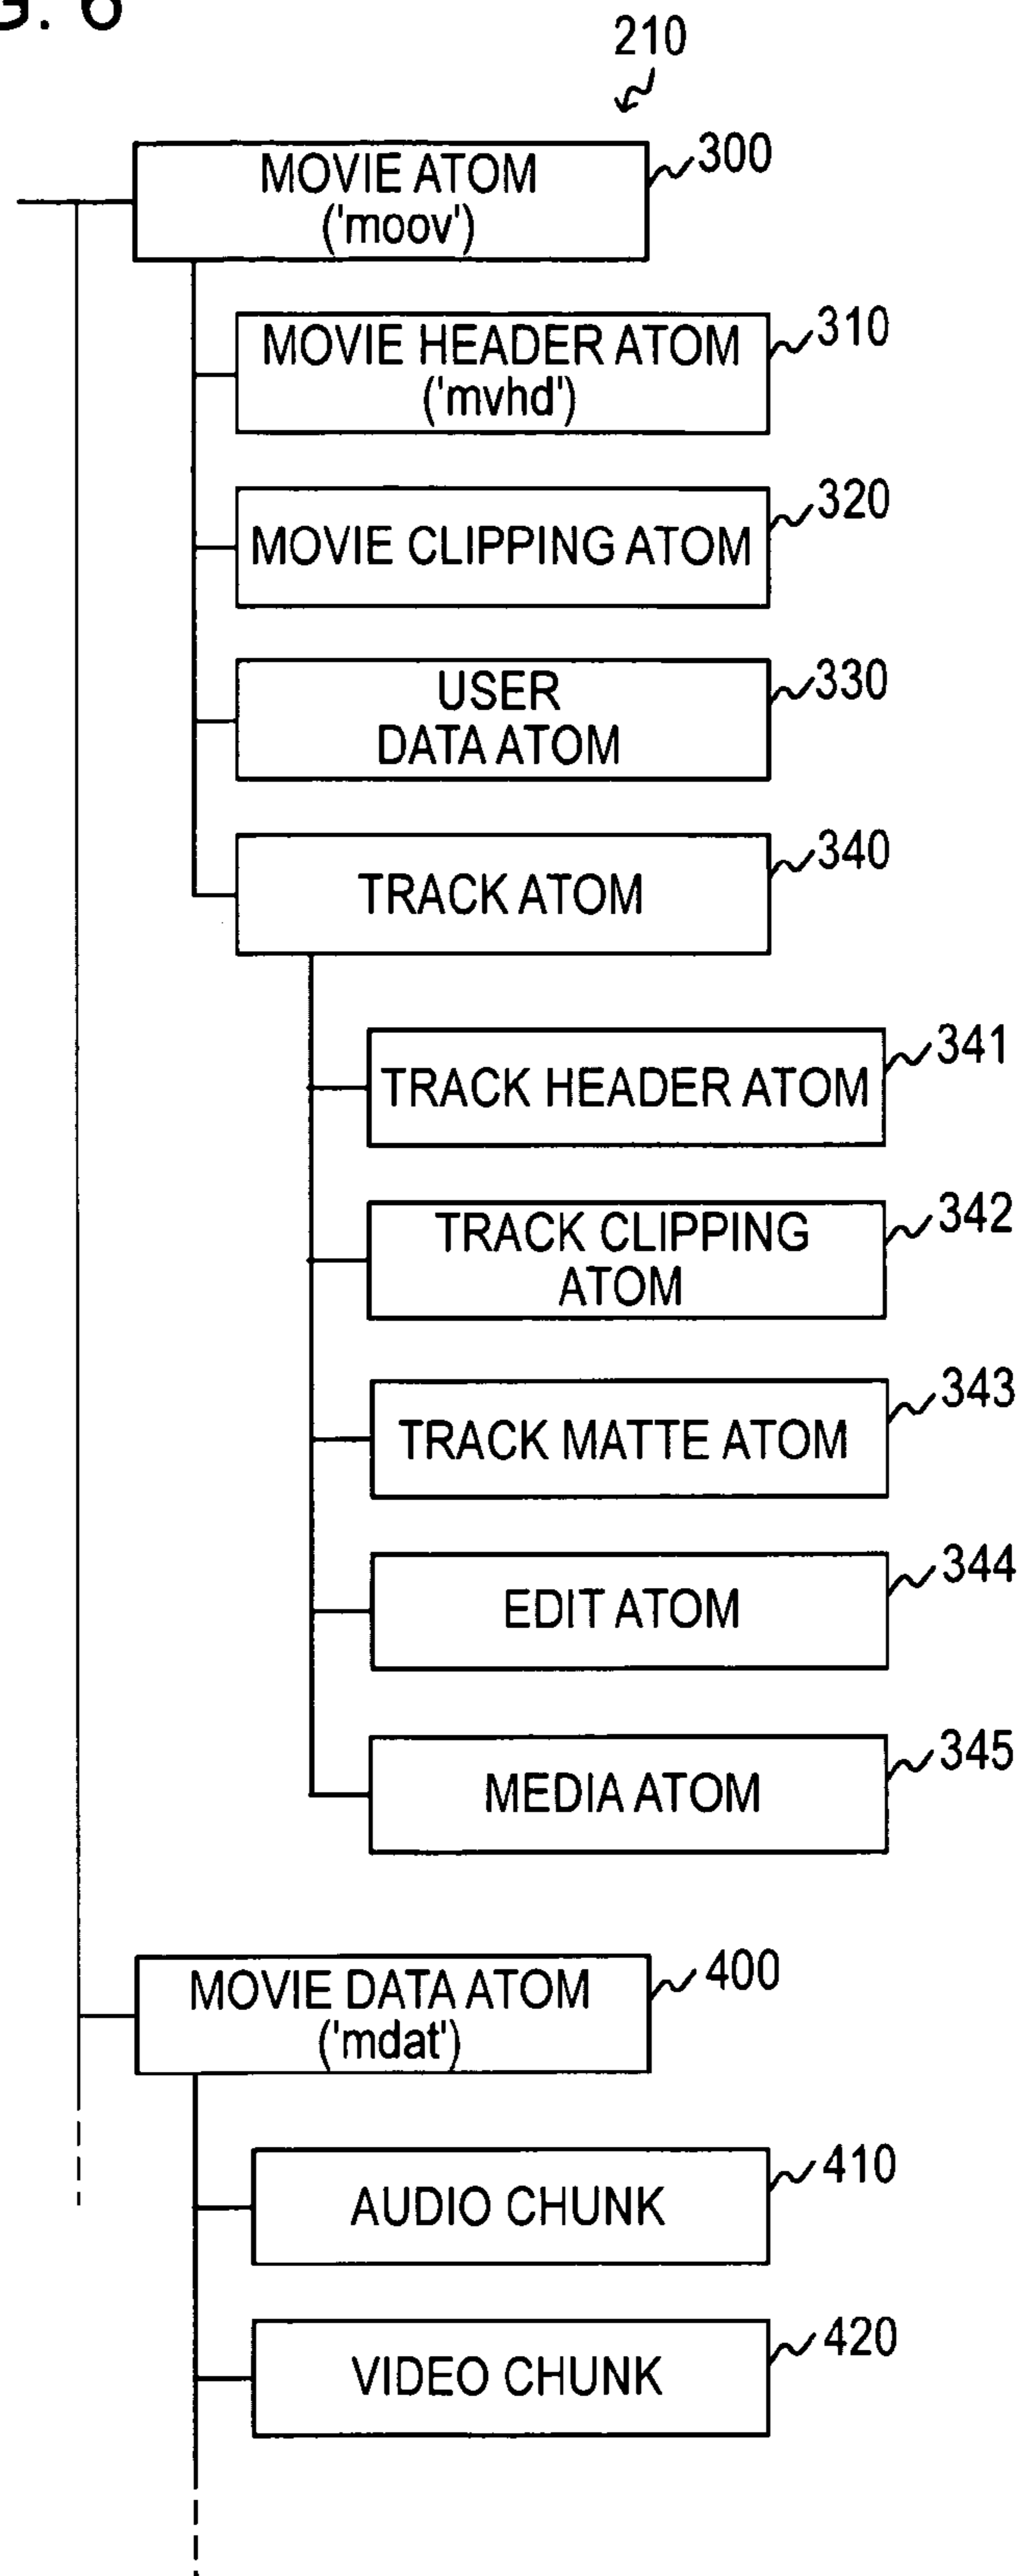 G. 6
210
MOVIE ATOM
('moov')
300
MOVIE HEADER ATOM
('mvhd')
310
MOVIE CLIPPING ATOM
320
USER
DATA ATOM
330
TRACK ATOM
340
TRACK HEADER ATOM
341
TRACK CLIPPING
ATOM
342
TRACK MATTE ATOM
343
EDIT ATOM
344
MEDIA ATOM
345
MOVIE DATA ATOM
('mdat')
400
AUDIO CHUNK
410
VIDEO CHUNK
420